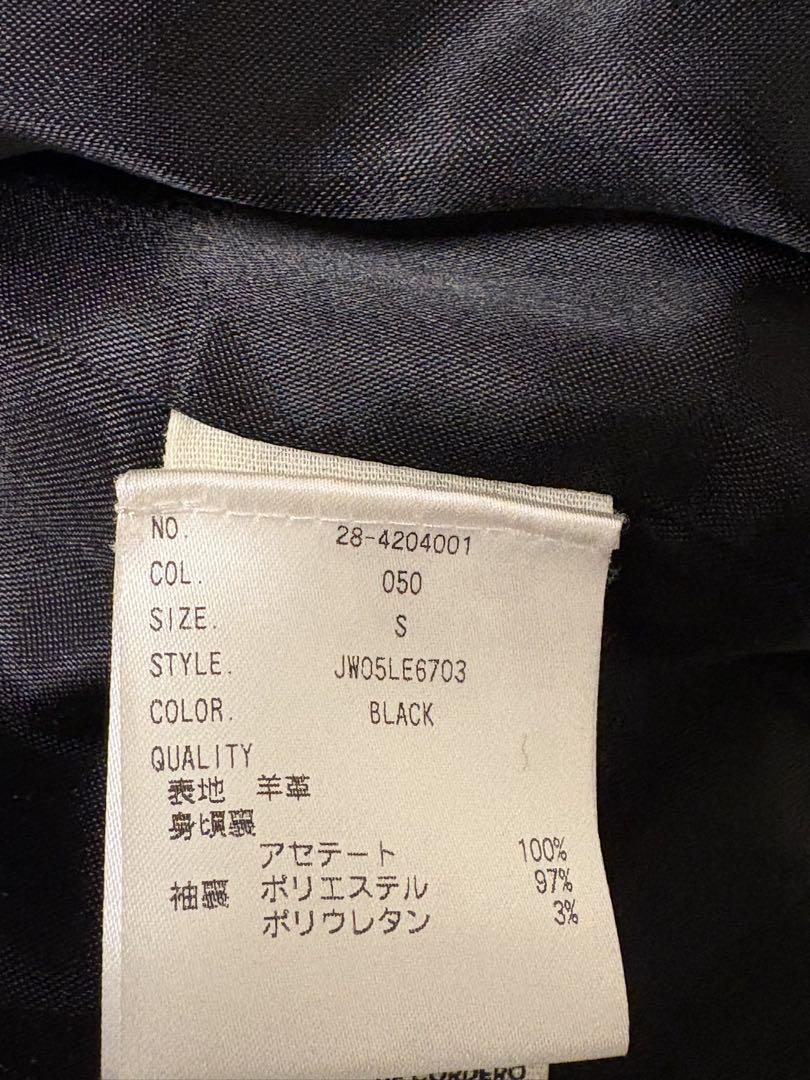 NO. 28-4204001
COL. 050
SIZE. S
STYLE. JW05LE6703
COLOR. BLACK
QUALITY
表地 羊革
身頃裏
アセテート 100%
袖裏 ポリエステル 97%
ポリウレタン 3%
CORDERO